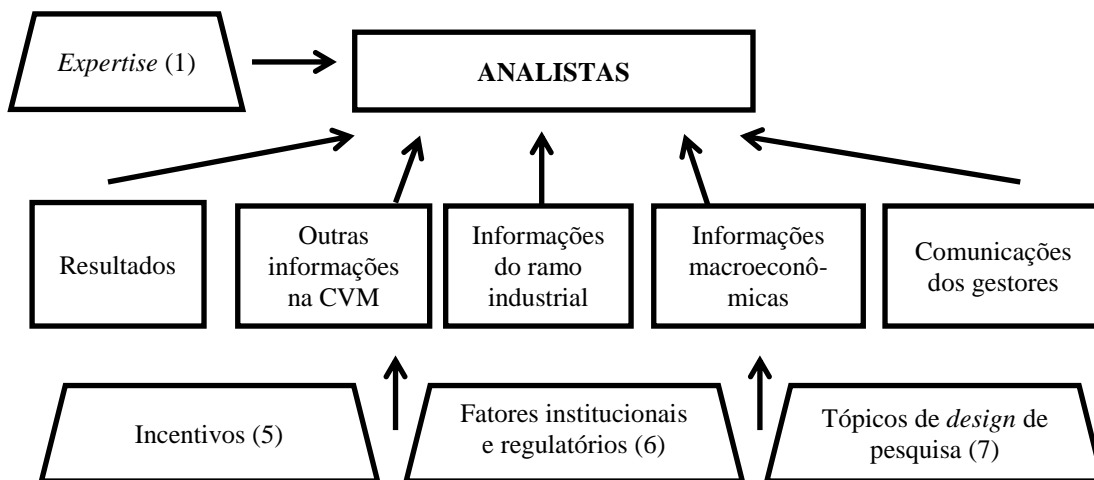 Expertise (1)
ANALISTAS
Resultados
Outras
informações
na CVM
Informações
do ramo
industrial
Informações
macroeconô-
micas
Comunicações
dos gestores
Incentivos (5)
Fatores institucionais
e regulatórios (6)
Tópicos de design de
pesquisa (7)